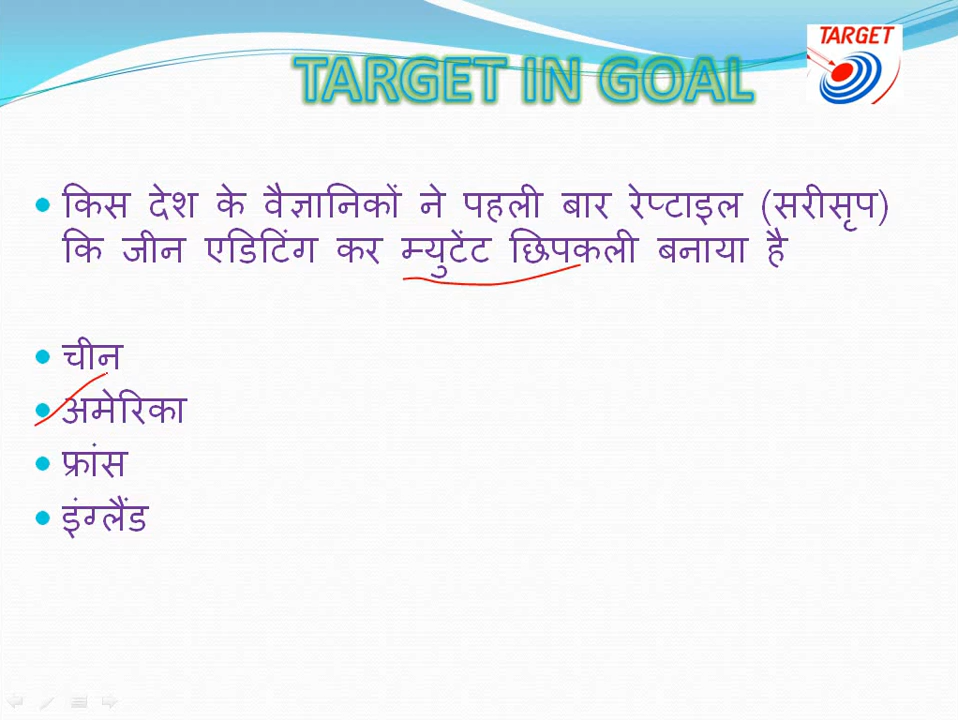 TARGET IN GOAL
TARGET
किस देश के वैज्ञानिकों ने पहली बार रेप्टाइल (सरीसृप)
कि जीन एडिटिंग कर म्युटेंट छिपकली बनाया है
चीन
अमेरिका
फ्रांस
इंग्लैंड